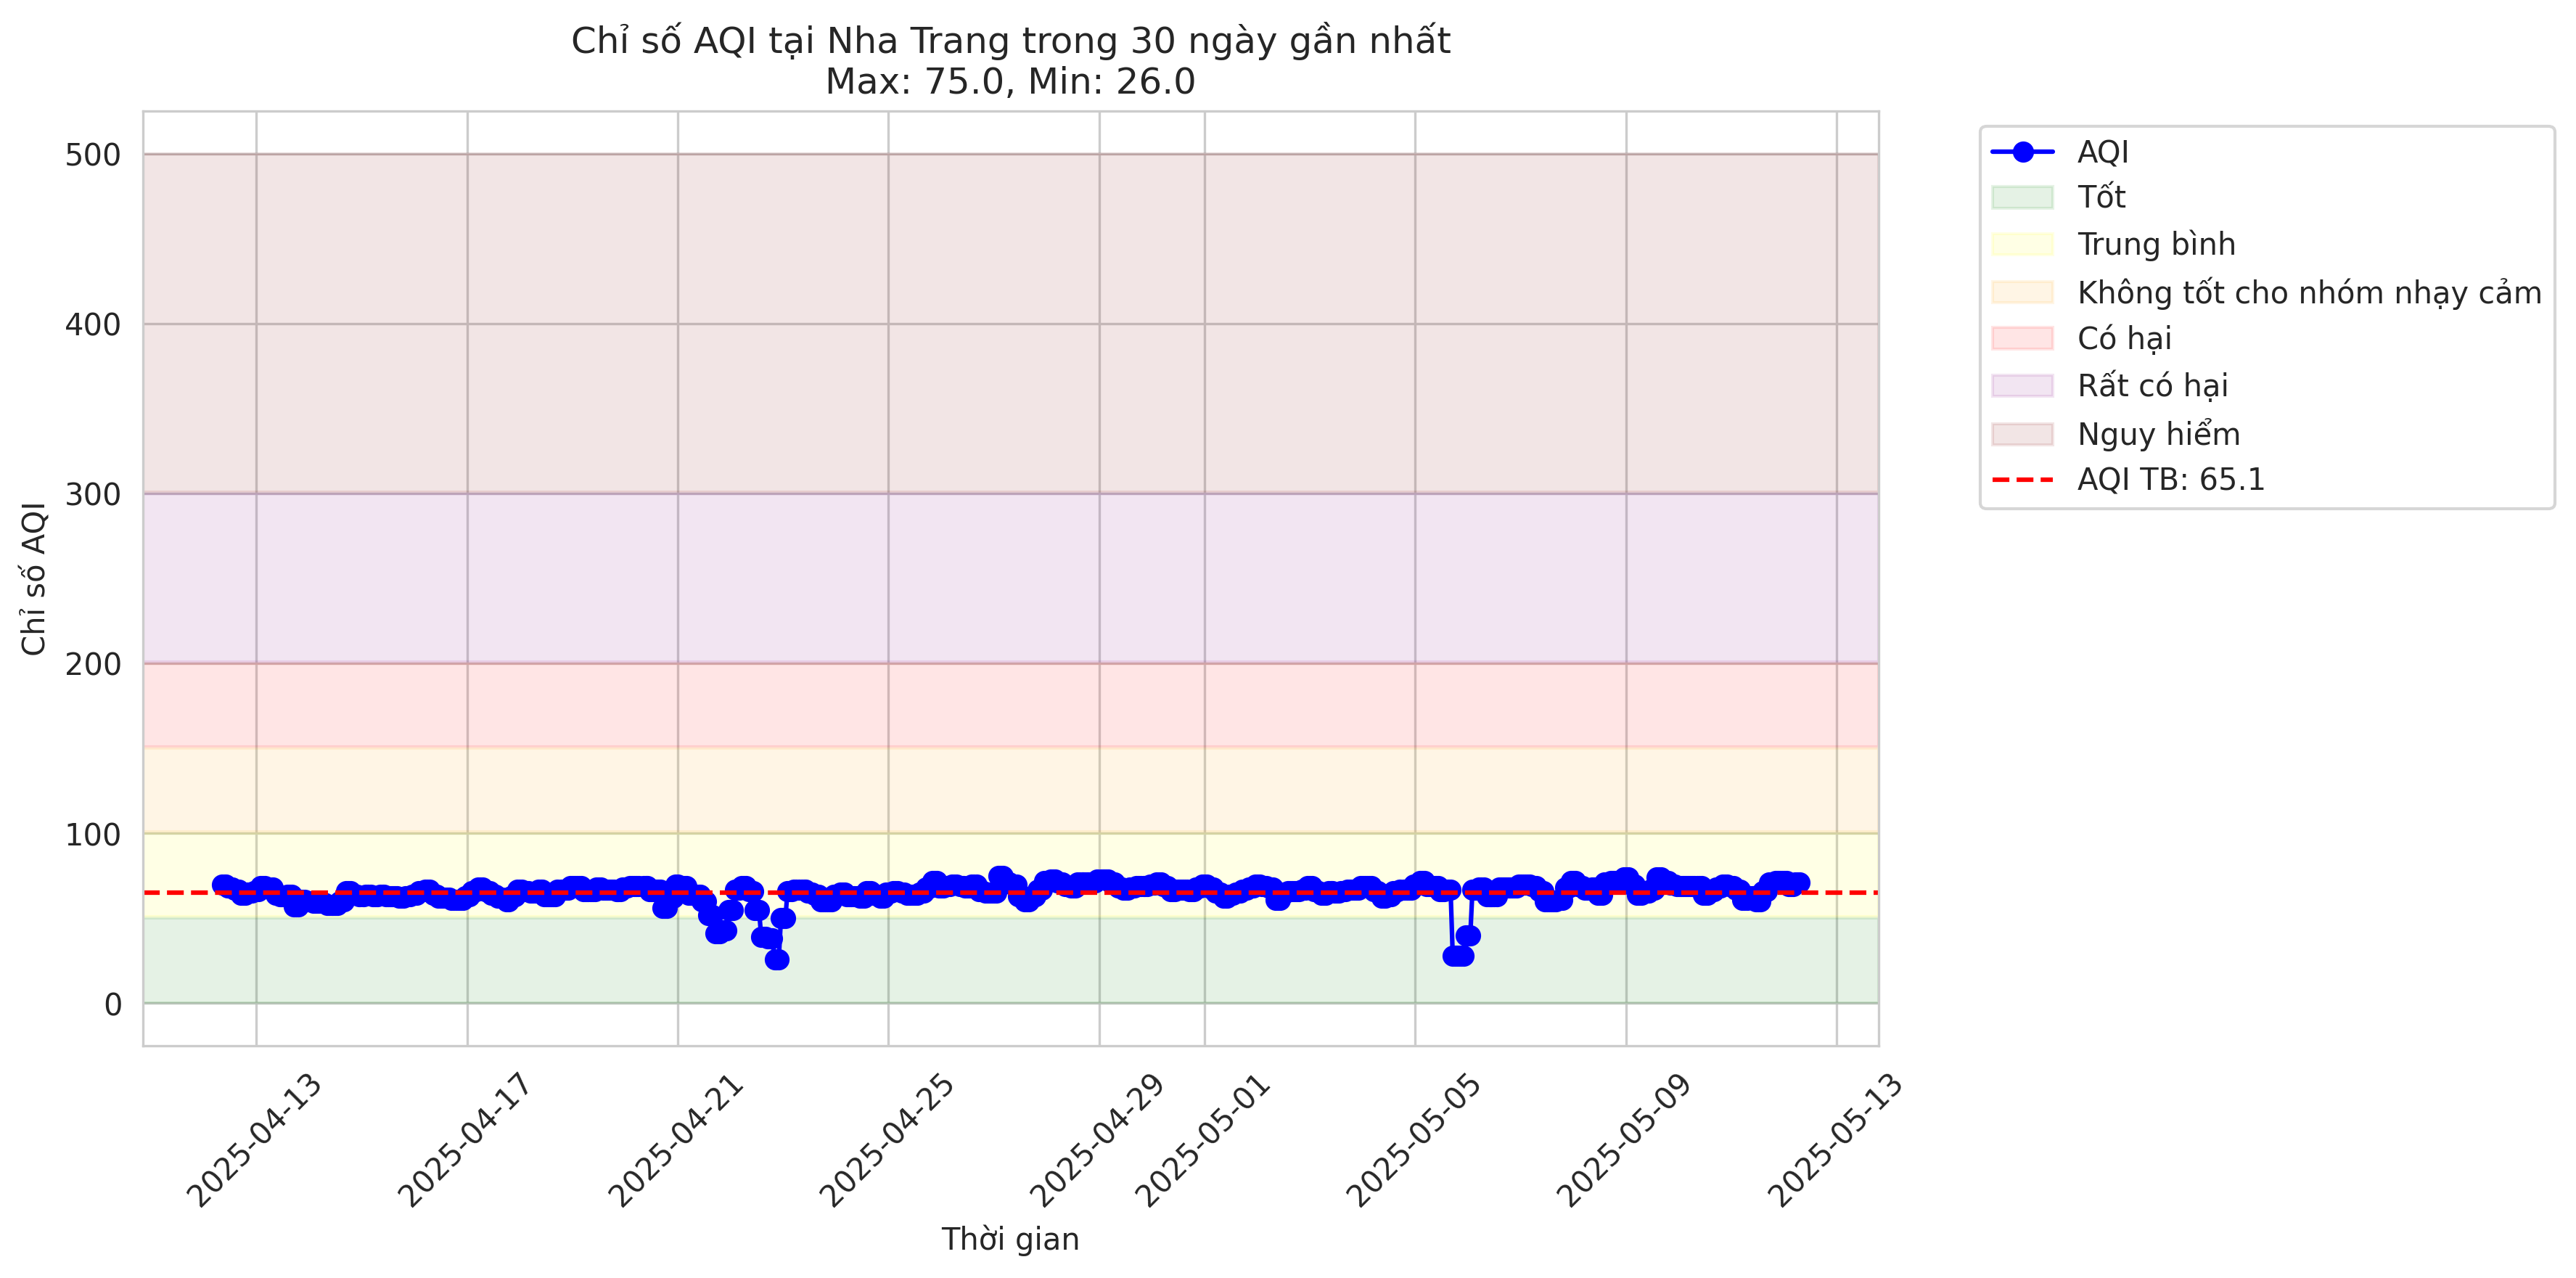 Chỉ số AQI tại Nha Trang trong 30 ngày gần nhất
Max: 75.0, Min: 26.0
Chỉ số AQI
500
400
300
200
100
0
2025-04-13
2025-04-17
2025-04-21
2025-04-25
2025-04-29
2025-05-01
2025-05-05
2025-05-09
2025-05-13
Thời gian
AQI
Tốt
Trung bình
Không tốt cho nhóm nhạy cảm
Có hại
Rất có hại
Nguy hiểm
AQI TB: 65.1